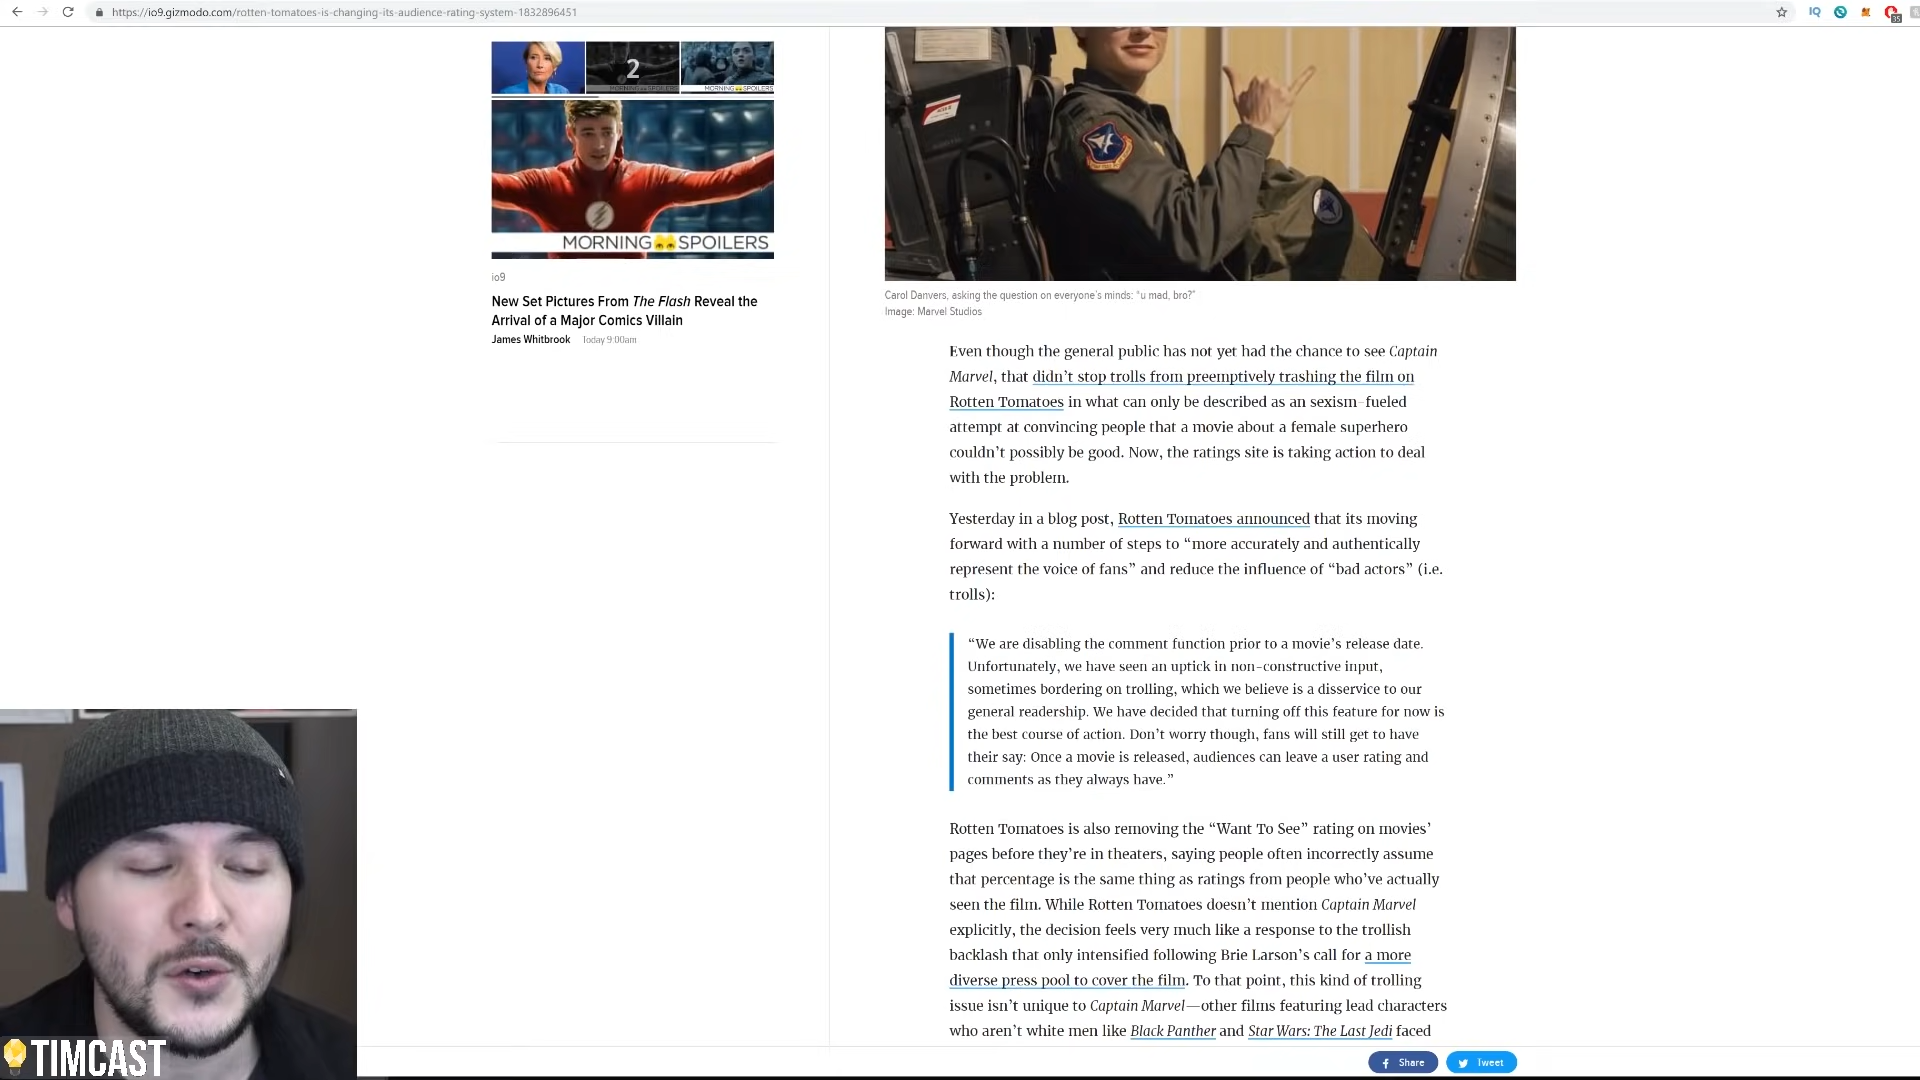 https://io9.gizmodo.com/rotten-tomatoes-is-changing-its-audience-rating-system-1832896451
IQ
35
2
MORNING SPOILERS
MORNING SPOILERS
MORNING SPOILERS
io9
New Set Pictures From The Flash Reveal the
Arrival of a Major Comics Villain
James Whitbrook Today 9:00am
Carol Danvers, asking the question on everyone's minds: “u mad, bro?”
Image: Marvel Studios
Even though the general public has not yet had the chance to see Captain
Marvel, that didn’t stop trolls from preemptively trashing the film on
Rotten Tomatoes in what can only be described as an sexism-fueled
attempt at convincing people that a movie about a female superhero
couldn’t possibly be good. Now, the ratings site is taking action to deal
with the problem.
Yesterday in a blog post, Rotten Tomatoes announced that its moving
forward with a number of steps to “more accurately and authentically
represent the voice of fans” and reduce the influence of “bad actors” (i.e.
trolls):
“We are disabling the comment function prior to a movie’s release date.
Unfortunately, we have seen an uptick in non-constructive input,
sometimes bordering on trolling, which we believe is a disservice to our
general readership. We have decided that turning off this feature for now is
the best course of action. Don’t worry though, fans will still get to have
their say: Once a movie is released, audiences can leave a user rating and
comments as they always have.”
Rotten Tomatoes is also removing the “Want To See” rating on movies’
pages before they’re in theaters, saying people often incorrectly assume
that percentage is the same thing as ratings from people who’ve actually
seen the film. While Rotten Tomatoes doesn’t mention Captain Marvel
explicitly, the decision feels very much like a response to the trollish
backlash that only intensified following Brie Larson’s call for a more
diverse press pool to cover the film. To that point, this kind of trolling
issue isn’t unique to Captain Marvel—other films featuring lead characters
who aren’t white men like Black Panther and Star Wars: The Last Jedi faced
Share
Tweet
TIMCAST